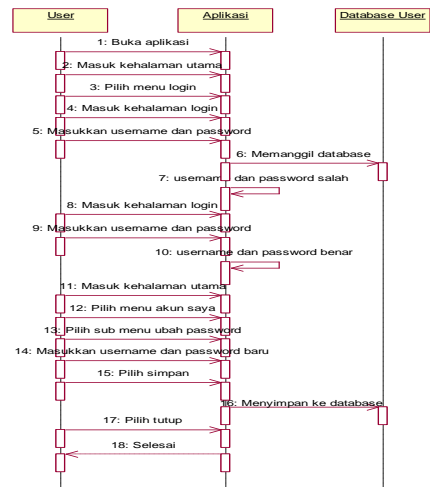 User
Aplikasi
Database User
1: Buka aplikasi
2: Masuk kehalaman utama
3: Pilih menu login
4: Masuk kehalaman login
5: Masukkan username dan password
6: Memanggil database
7: username dan password salah
8: Masuk kehalaman login
9: Masukkan username dan password
10: username dan password benar
11: Masuk kehalaman utama
12: Pilih menu akun saya
13: Pilih sub menu ubah password
14: Masukkan username dan password baru
15: Pilih simpan
16: Menyimpan ke database
17: Pilih tutup
18: Selesai